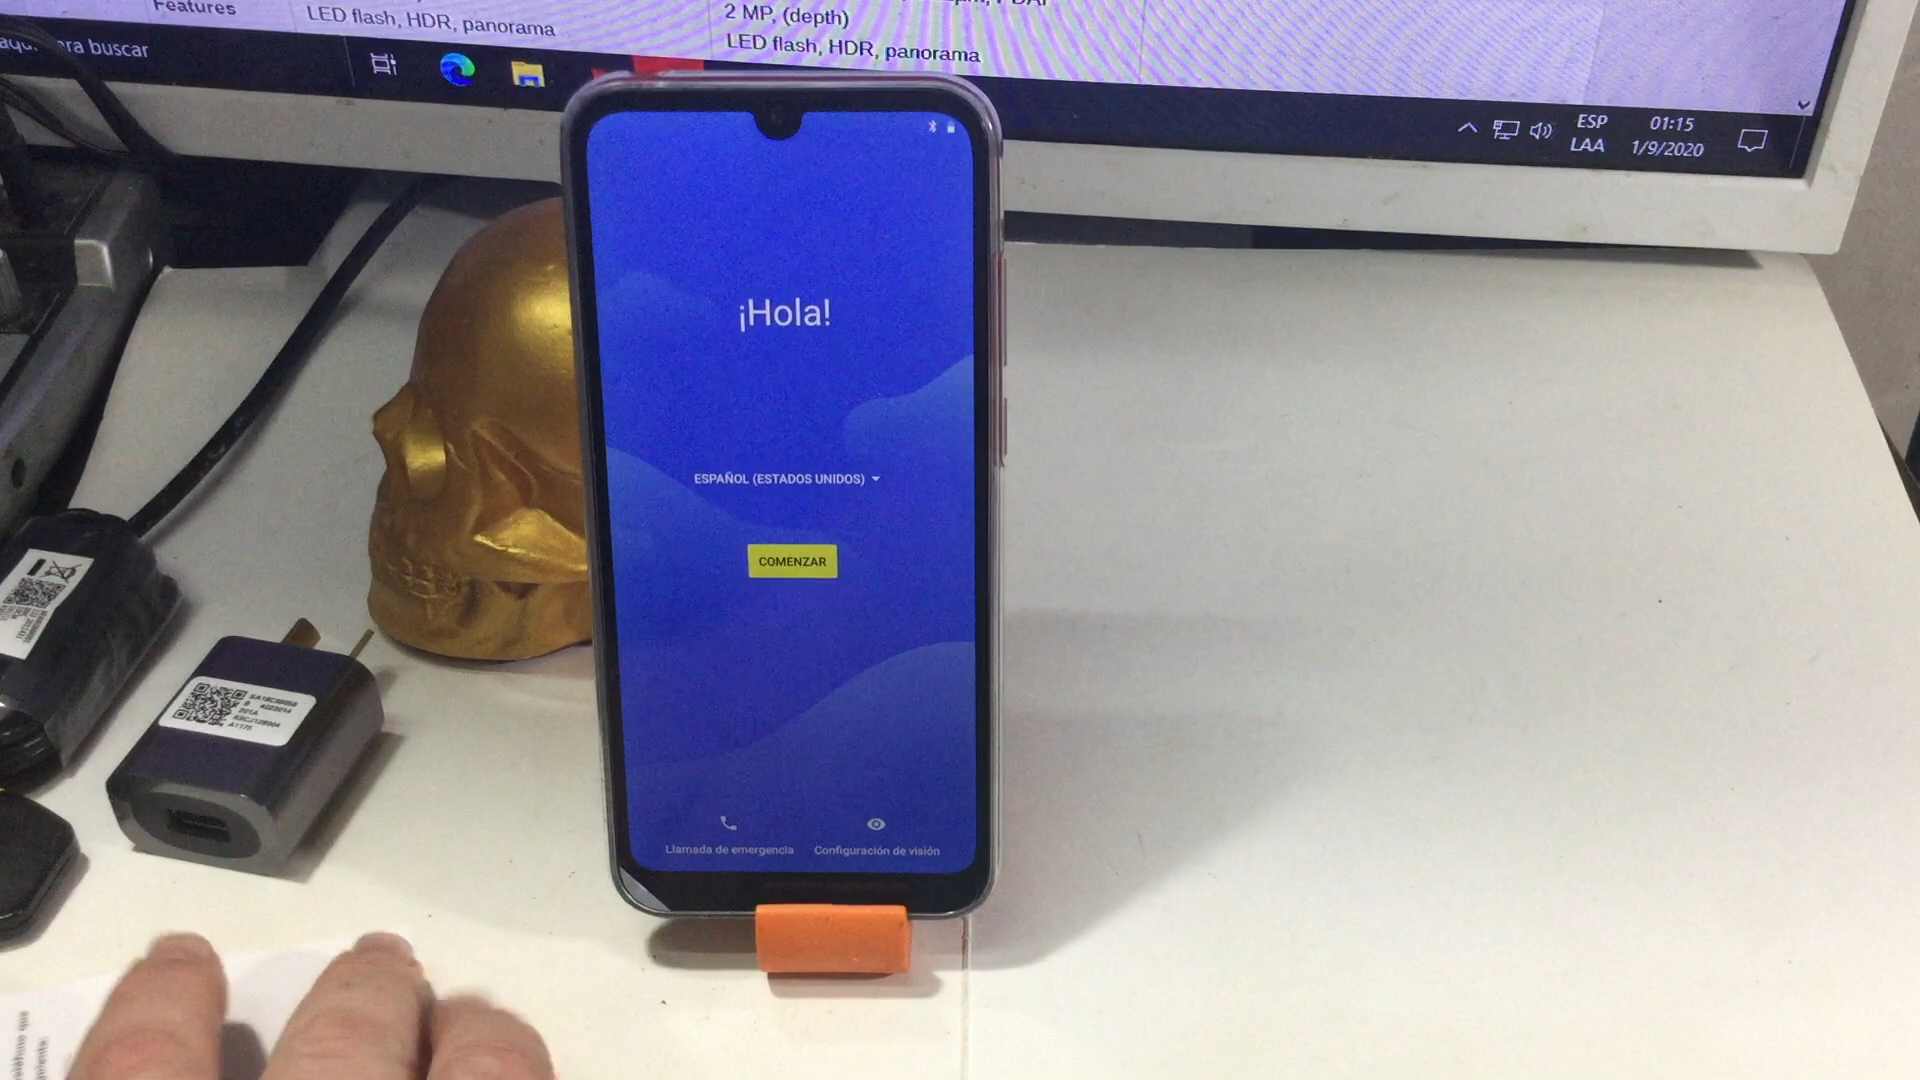 Features
LED flash, HDR, panorama
2 MP, (depth)
LED flash, HDR, panorama
buscar
ESP
LAA
01:15
1/9/2020
¡Hola!
ESPAÑOL (ESTADOS UNIDOS)
COMENZAR
Llamada de emergencia
Configuración de visión
A1175